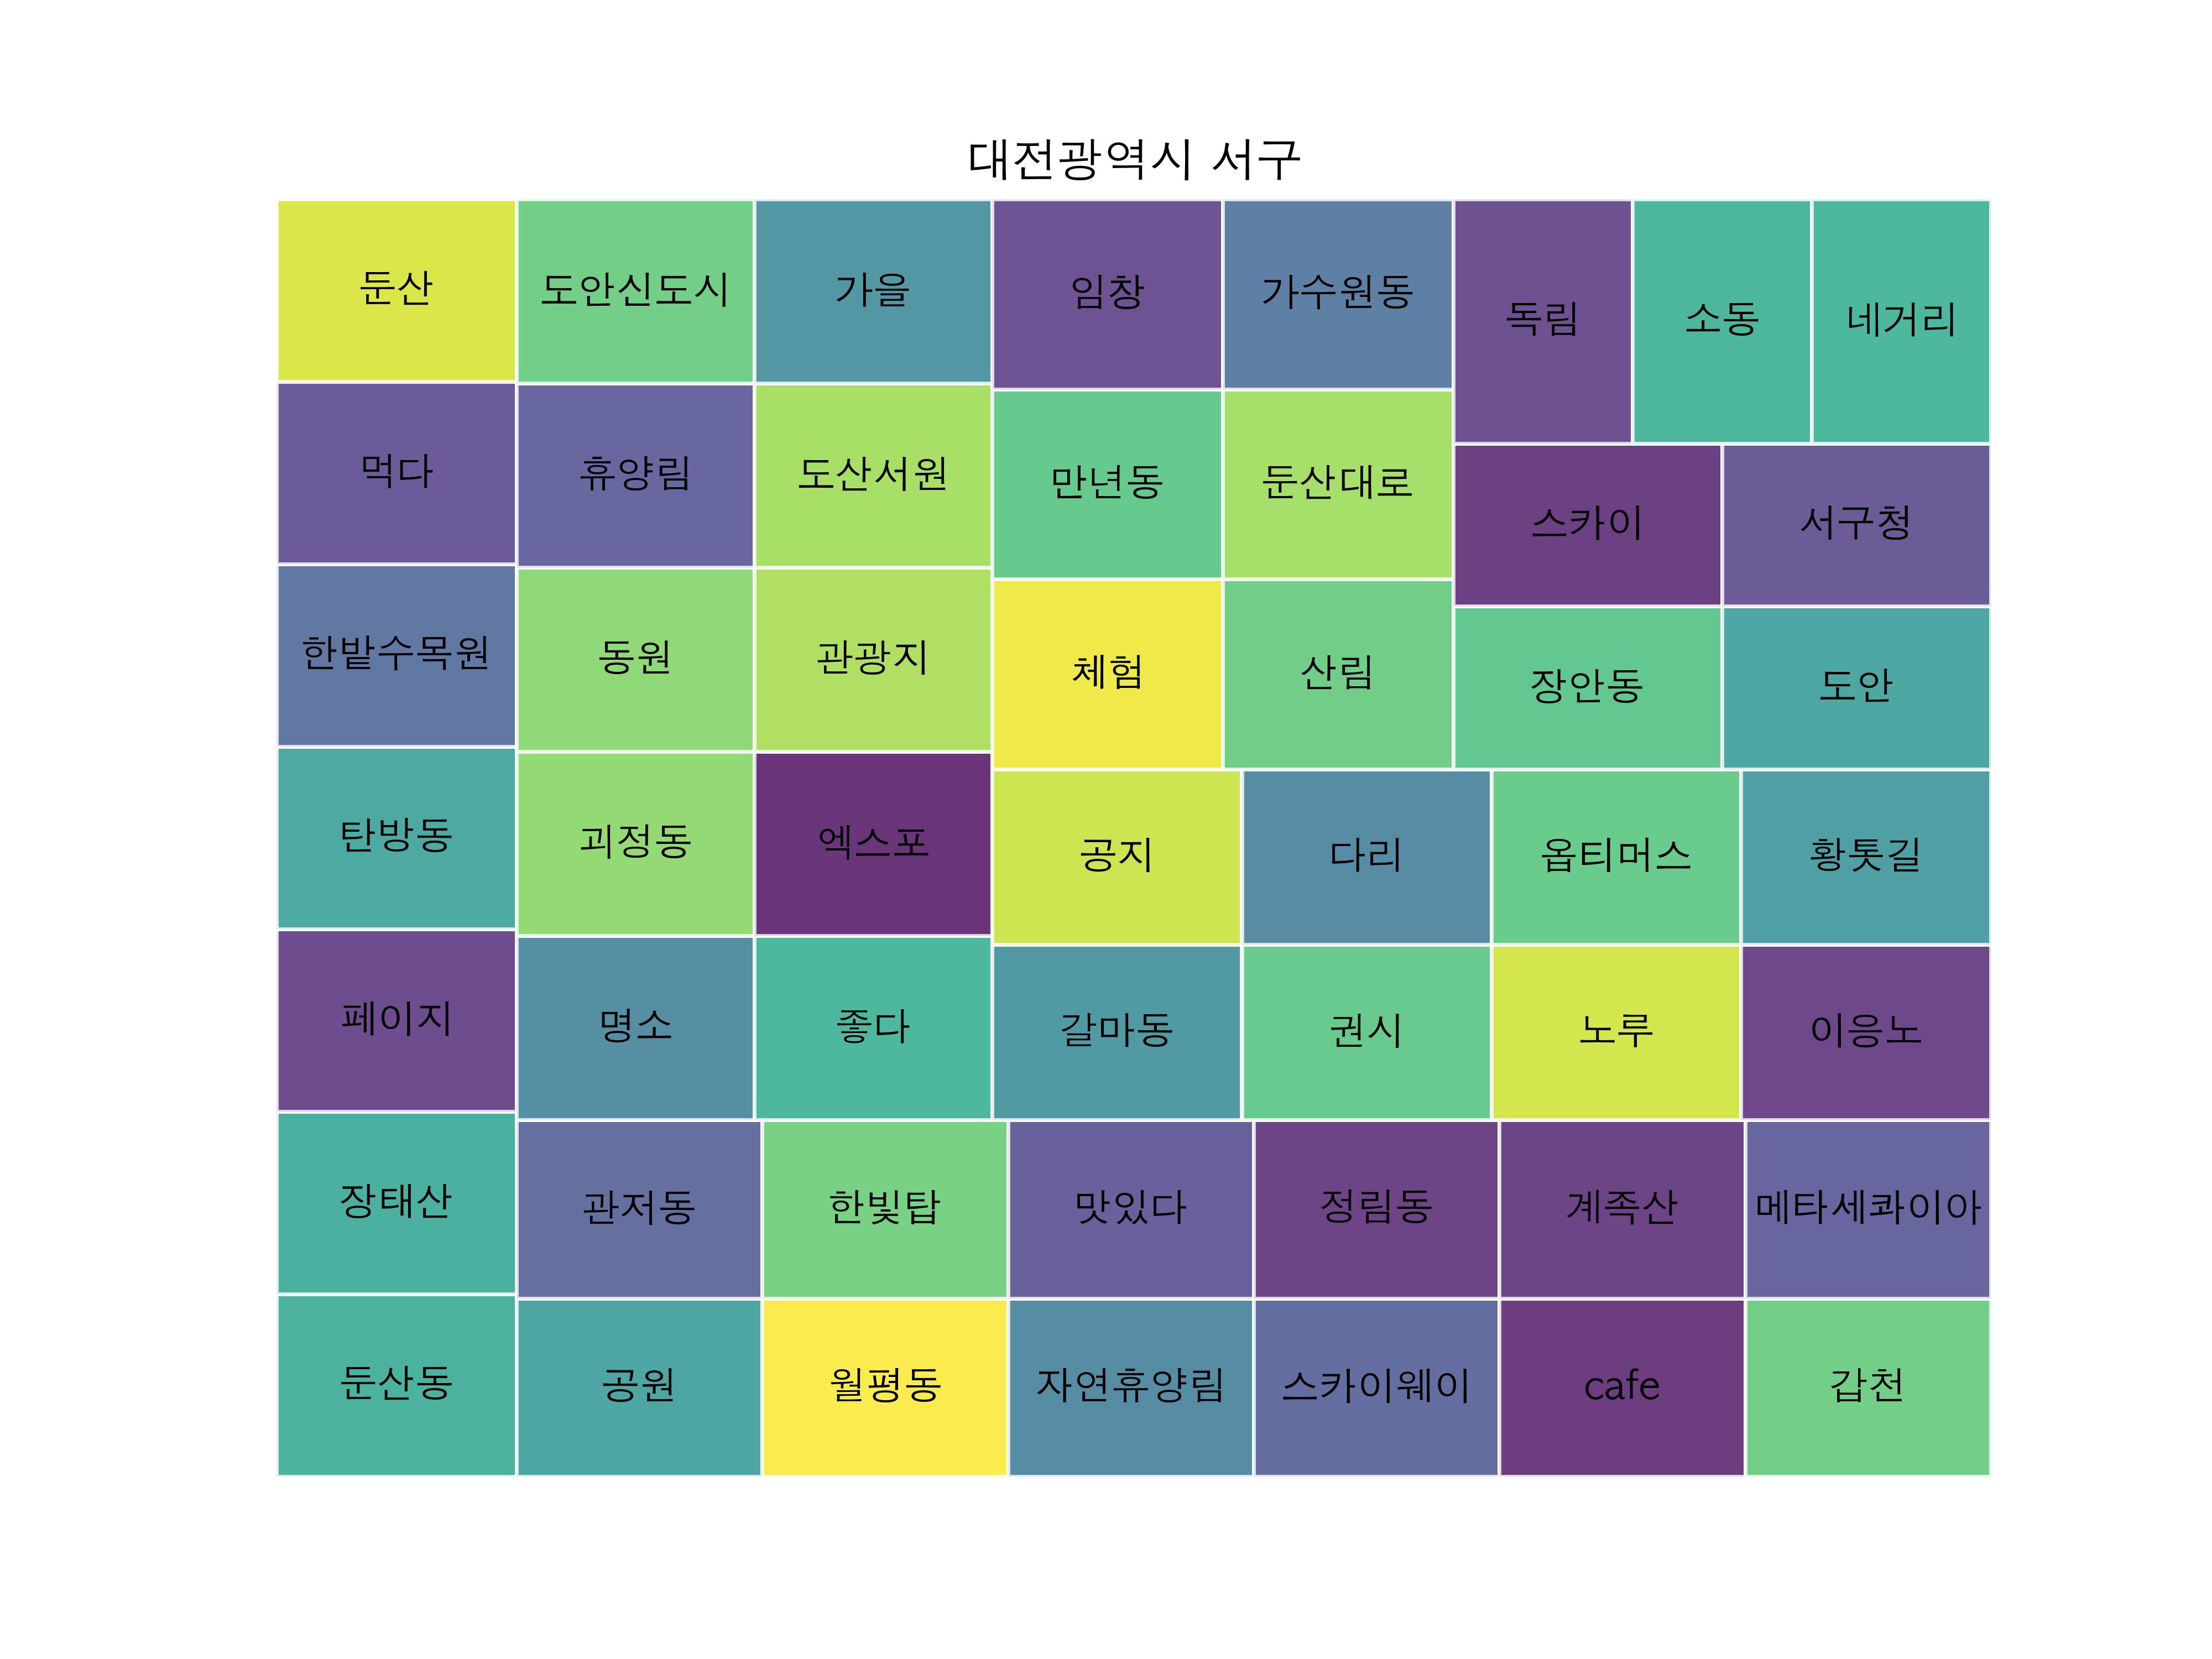 대전광역시 서구
둔산 도안신도시 가을 임창 가수원동 독림 소동 네거리
먹다 휴양림 도산서원 만년동 둔산대로
스카이 서구청
한밭수목원 동원 관광지 체험 산림 장안동 도안
탄방동 괴정동 엑스포 공지 다리 옵티머스 황톳길
페이지 명소 좋다 갈마동 권시 노루 이응노
장태산 관저동 한빛탑 맛있다 정림동 계족산 메타세콰이아
둔산동 공원 월평동 자연휴양림 스카이웨이 cafe 갑천